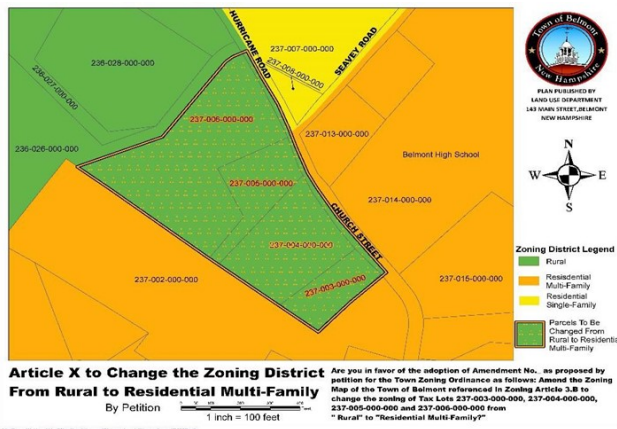 HURRICANE ROAD
237-007-000-000
SEAVEY ROAD
237-008-000-000
236-028-000-000
236-027-000-000
237-006-000-000
237-013-000-000
236-026-000-000
Belmont High School
237-005-000-000
237-014-000-000
CHURCH STREET
237-004-000-000
237-002-000-000
237-003-000-000
237-015-000-000
Town of Belmont
New Hampshire
PLAN PUBLISHED BY
LAND USE DEPARTMENT
143 MAIN STREET,BELMONT
NEW HAMPSHIRE
N
W E
S
Zoning District Legend
Rural
Resisdential
Multi-Family
Residential
Single-Family
Parcels To Be
Changed From
Rural to Residential
Multi-Family
Article X to Change the Zoning District
From Rural to Residential Multi-Family
By Petition
1 inch = 100 feet
Are you in favor of the adoption of Amendment No._ as proposed by
petition for the Town Zoning Ordinance as follows: Amend the Zoning
Map of the Town of Belmont referenced in Zoning Article 3.B to
change the zoning of Tax Lots 237-003-000-000, 237-004-000-000,
237-005-000-000 and 237-006-000-000 from
"Rural" to "Residential Multi-Family?"